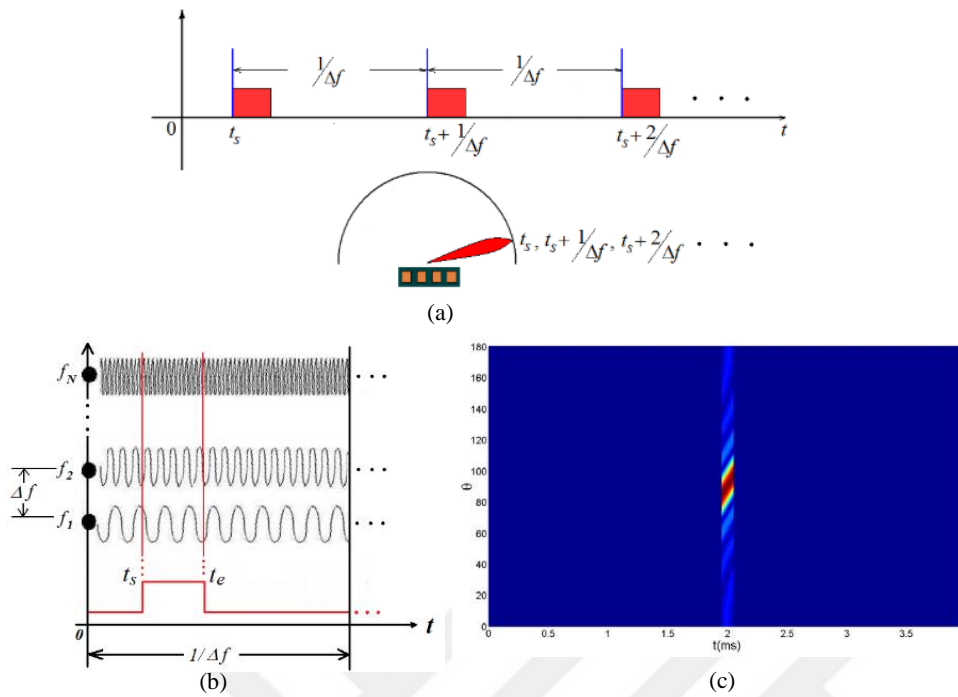 1/Δf 1/Δf
0 t_s t_s + 1/Δf t_s + 2/Δf . . . t
t_s , t_s + 1/Δf , t_s + 2/Δf . . .
(a)
f_N . . .
f_2 . . .
Δf
f_1 . . .
t_s t_e
. . .
0 t
1/Δf
(b)
180
160
140
120
100
θ
80
60
40
20
0
0 0.5 1 1.5 2 2.5 3 3.5
t(ms)
(c)